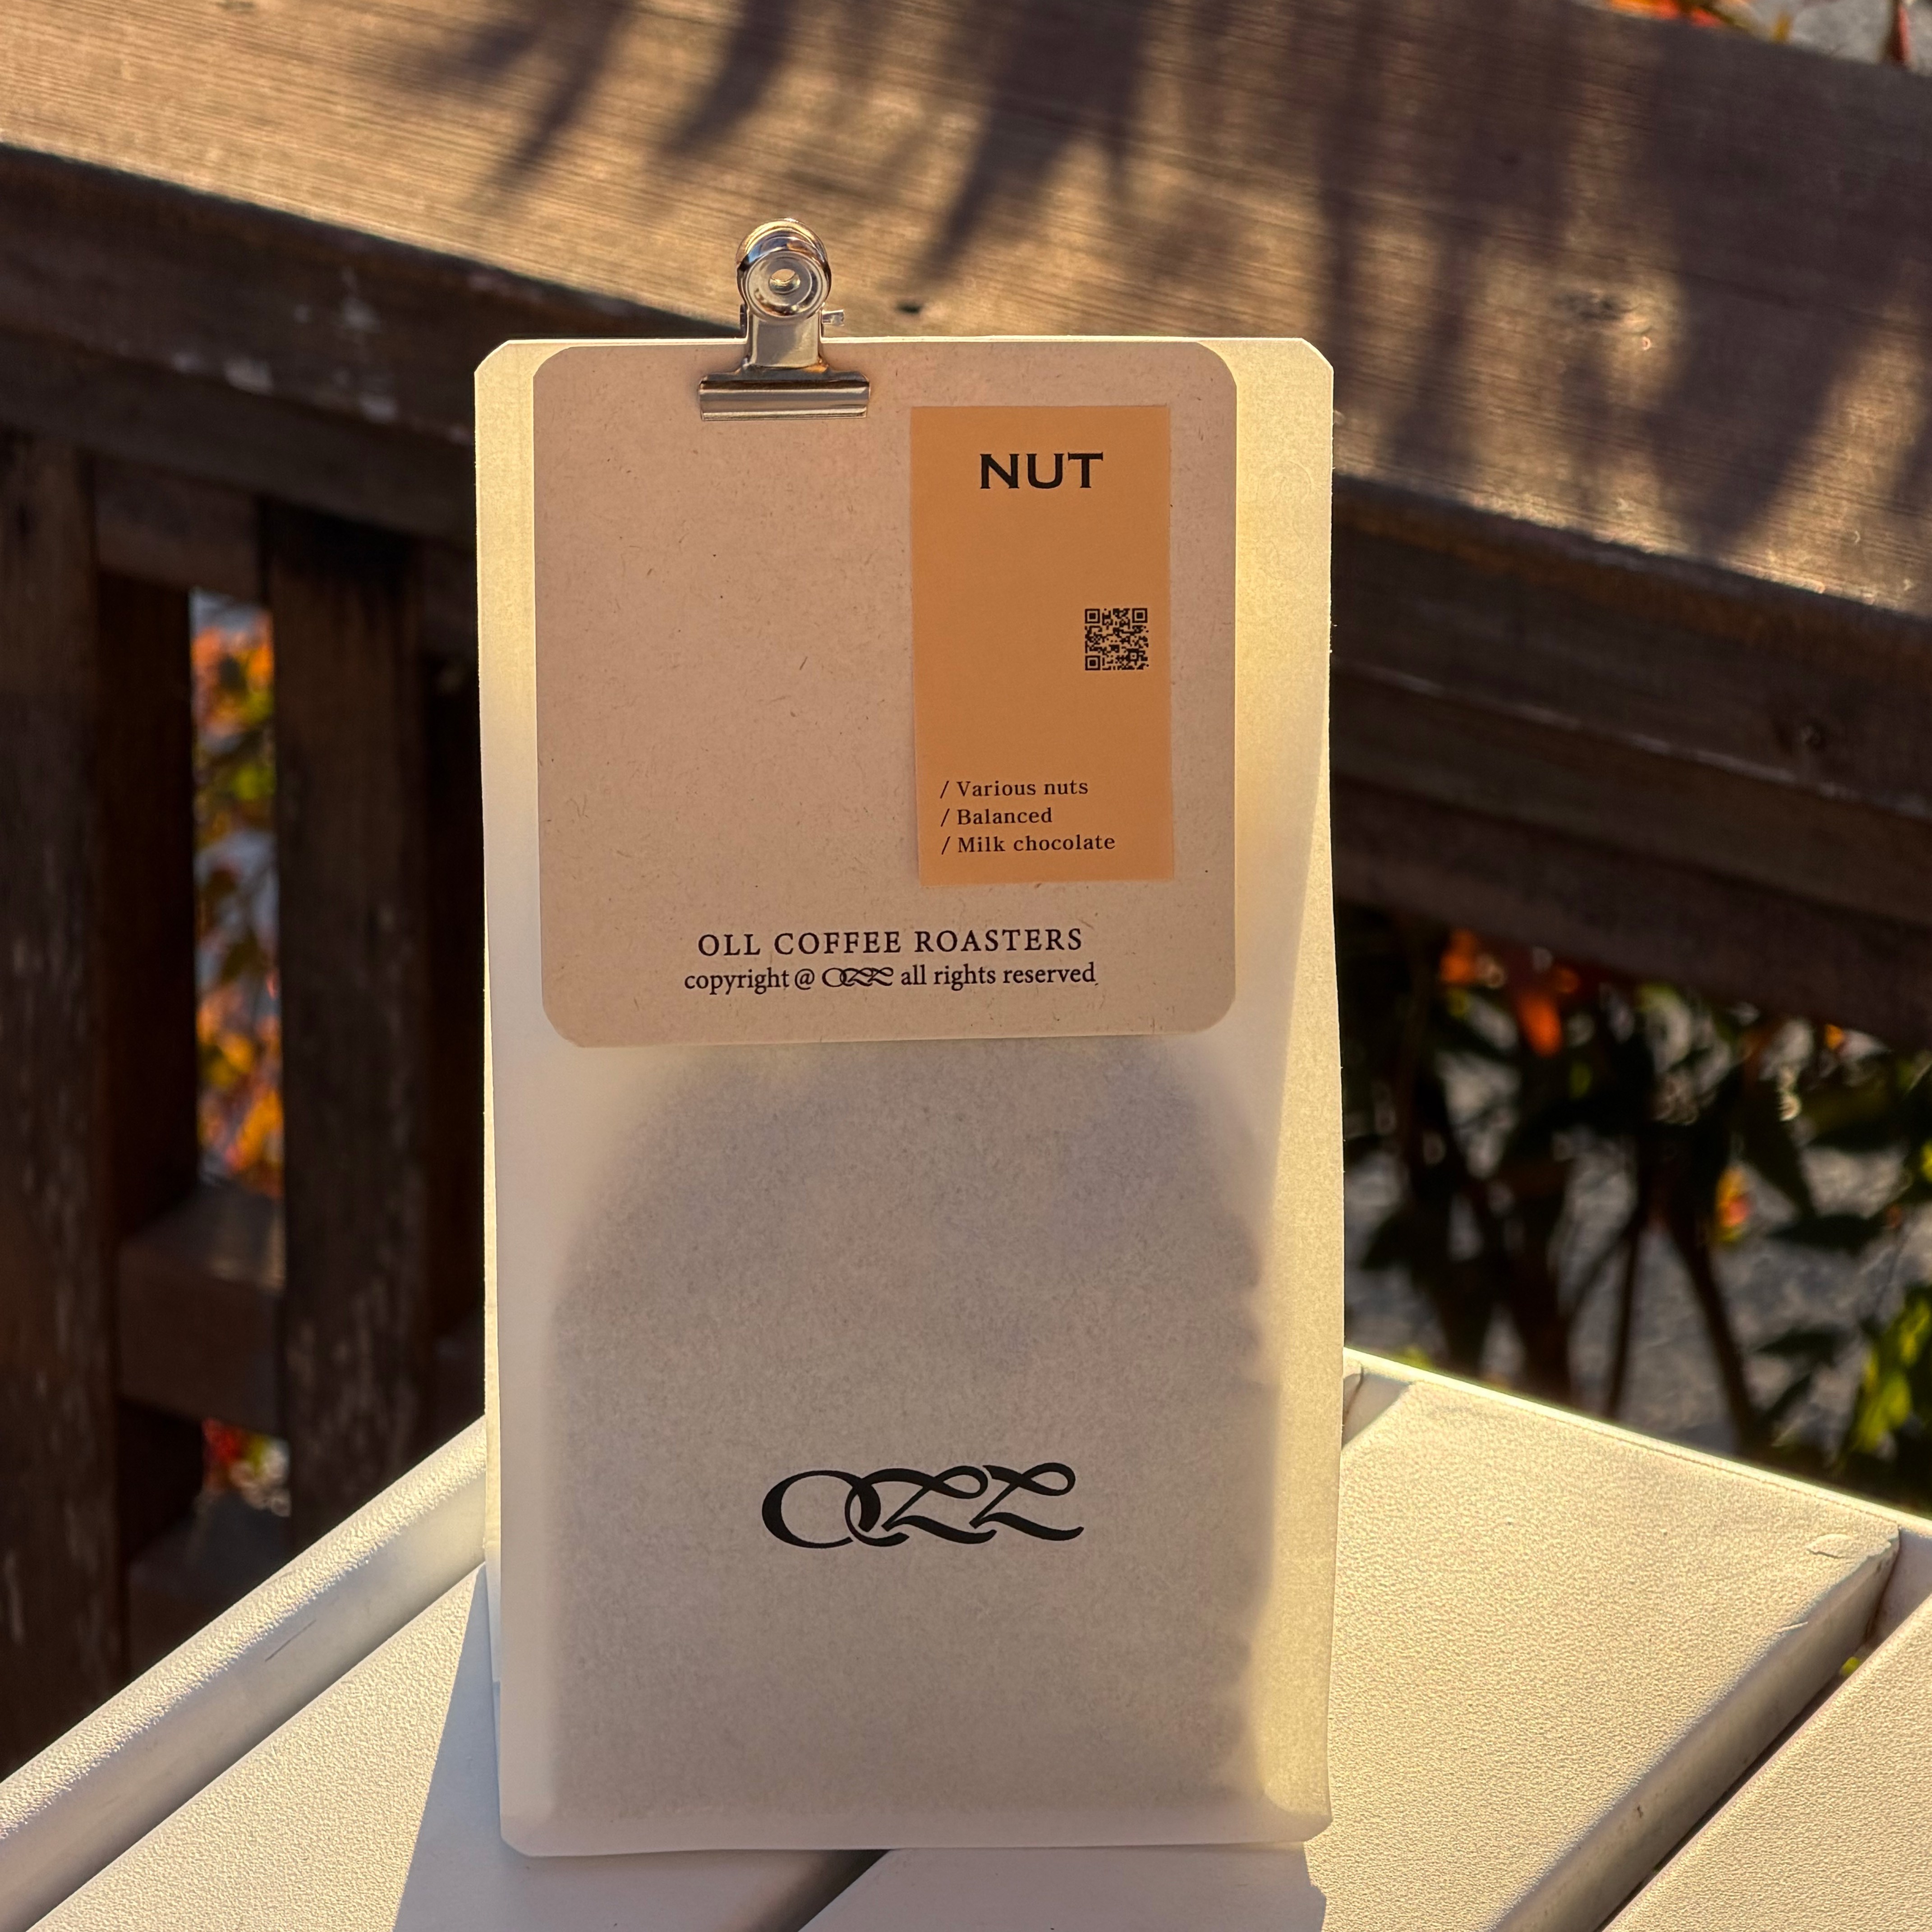 NUT
/ Various nuts
/ Balanced
/ Milk chocolate
OLL COFFEE ROASTERS
copyright @ OLL all rights reserved
OLL